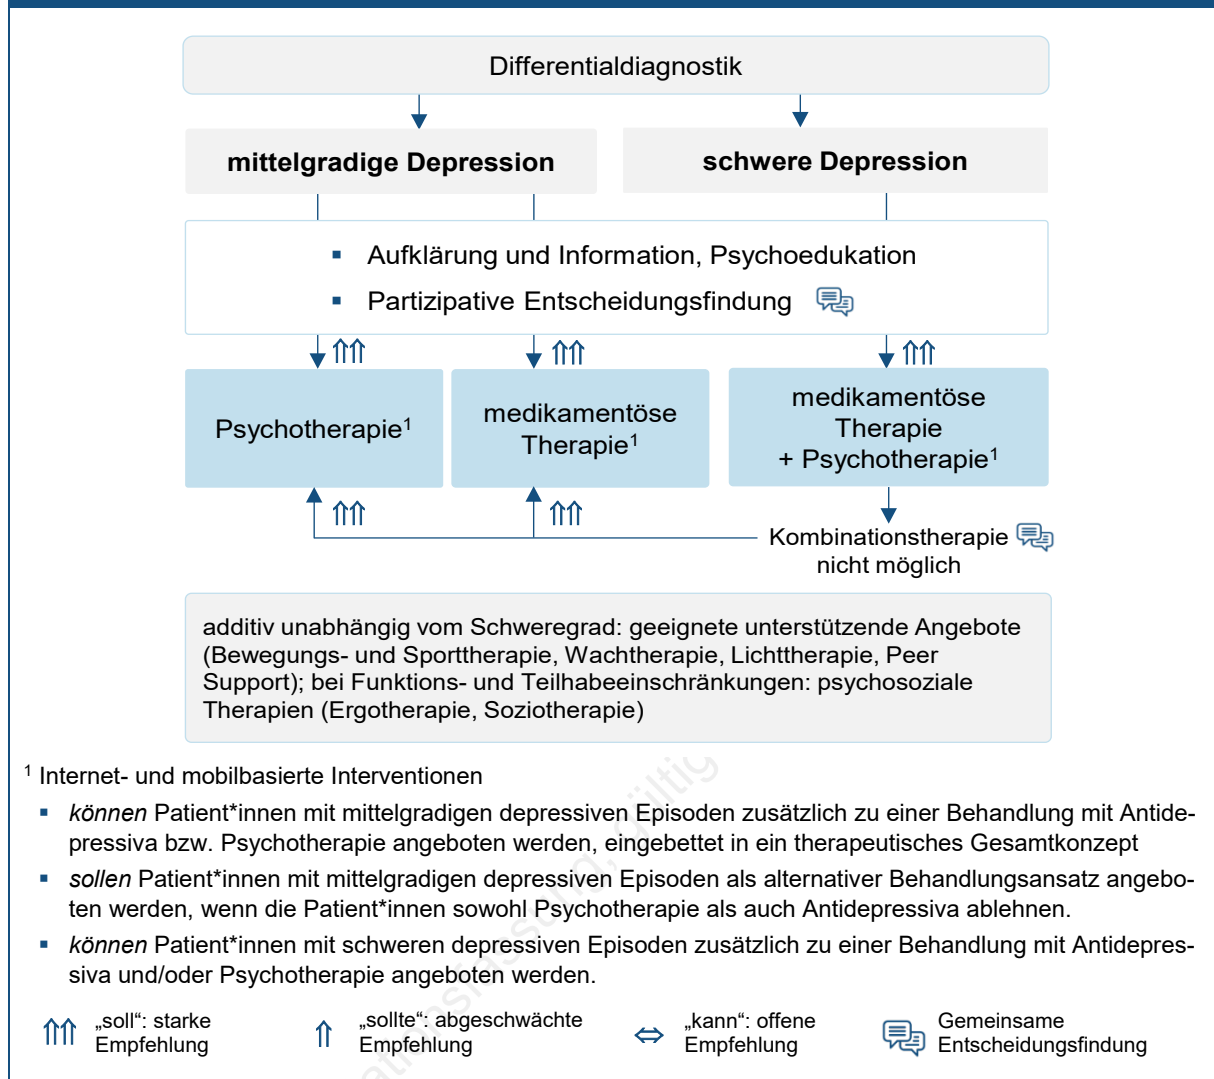 Differentialdiagnostik
mittelgradige Depression
schwere Depression
▪ Aufklärung und Information, Psychoedukation
▪ Partizipative Entscheidungsfindung
⇑⇑
⇑⇑
⇑⇑
Psychotherapie¹
medikamentöse
Therapie¹
medikamentöse
Therapie
+ Psychotherapie¹
⇑⇑
⇑⇑
Kombinationstherapie
nicht möglich
additiv unabhängig vom Schweregrad: geeignete unterstützende Angebote
(Bewegungs- und Sporttherapie, Wachtherapie, Lichttherapie, Peer
Support); bei Funktions- und Teilhabeeinschränkungen: psychosoziale
Therapien (Ergotherapie, Soziotherapie)
¹ Internet- und mobilbasierte Interventionen
▪ können Patient*innen mit mittelgradigen depressiven Episoden zusätzlich zu einer Behandlung mit Antide-
pressiva bzw. Psychotherapie angeboten werden, eingebettet in ein therapeutisches Gesamtkonzept
▪ sollen Patient*innen mit mittelgradigen depressiven Episoden als alternativer Behandlungsansatz angebo-
ten werden, wenn die Patient*innen sowohl Psychotherapie als auch Antidepressiva ablehnen.
▪ können Patient*innen mit schweren depressiven Episoden zusätzlich zu einer Behandlung mit Antidepres-
siva und/oder Psychotherapie angeboten werden.
⇑⇑ „soll“: starke
Empfehlung
⇑ „sollte“: abgeschwächte
Empfehlung
⇔ „kann“: offene
Empfehlung
Gemeinsame
Entscheidungsfindung